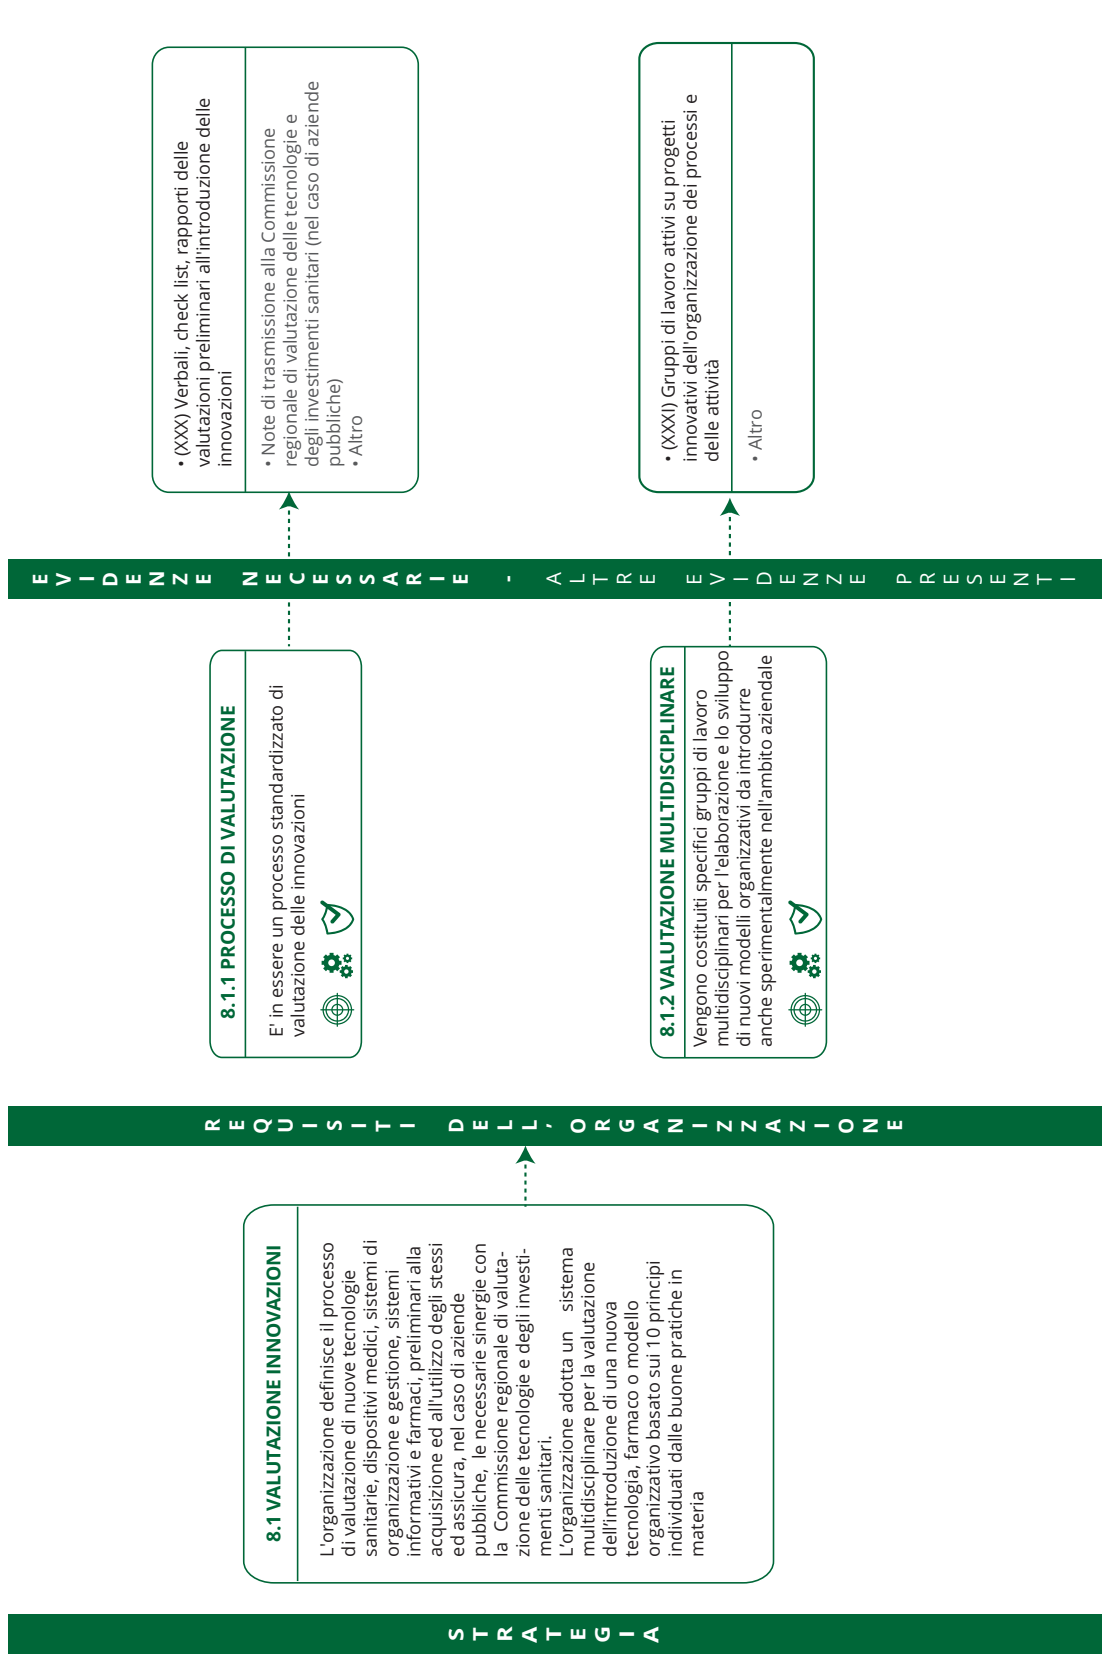 STRATEGIA
8.1 VALUTAZIONE INNOVAZIONI
L'organizzazione definisce il processo
di valutazione di nuove tecnologie
sanitarie, dispositivi medici, sistemi di
organizzazione e gestione, sistemi
informativi e farmaci, preliminari alla
acquisizione ed all'utilizzo degli stessi
ed assicura, nel caso di aziende
pubbliche, le necessarie sinergie con
la Commissione regionale di valuta-
zione delle tecnologie e degli investi-
menti sanitari.
L’organizzazione adotta un sistema
multidisciplinare per la valutazione
dell’introduzione di una nuova
tecnologia, farmaco o modello
organizzativo basato sui 10 principi
individuati dalle buone pratiche in
materia
REQUISITI DELL’ORGANIZZAZIONE
8.1.1 PROCESSO DI VALUTAZIONE
E' in essere un processo standardizzato di
valutazione delle innovazioni
8.1.2 VALUTAZIONE MULTIDISCIPLINARE
Vengono costituiti specifici gruppi di lavoro
multidisciplinari per l'elaborazione e lo sviluppo
di nuovi modelli organizzativi da introdurre
anche sperimentalmente nell'ambito aziendale
EVIDENZE NECESSARIE - ALTRE EVIDENZE PRESENTI
• (XXX) Verbali, check list, rapporti delle
valutazioni preliminari all'introduzione delle
innovazioni
• Note di trasmissione alla Commissione
regionale di valutazione delle tecnologie e
degli investimenti sanitari (nel caso di aziende
pubbliche)
• Altro
• (XXXI) Gruppi di lavoro attivi su progetti
innovativi dell'organizzazione dei processi e
delle attività
• Altro